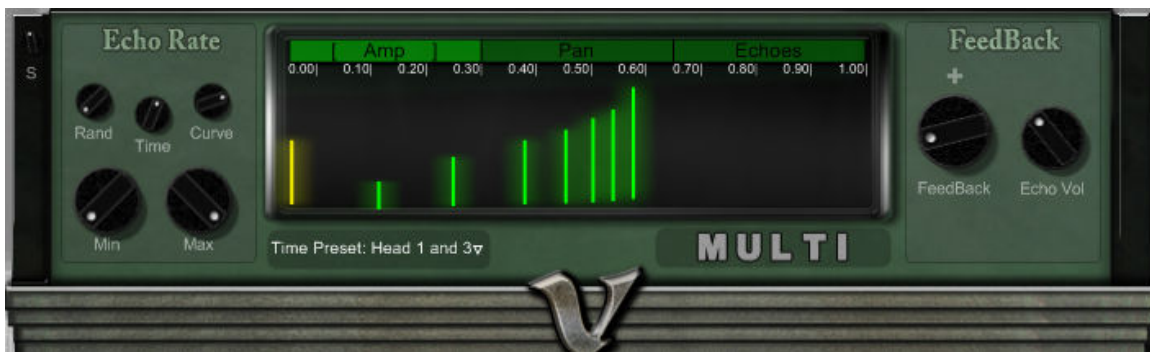 Echo Rate
S
Rand
Time
Curve
Min
Max
[ Amp ] Pan Echoes
0.00| 0.10| 0.20| 0.30| 0.40| 0.50| 0.60| 0.70| 0.80| 0.90| 1.00|
Time Preset: Head 1 and 3▿
MULTI
FeedBack
+
FeedBack
Echo Vol
V